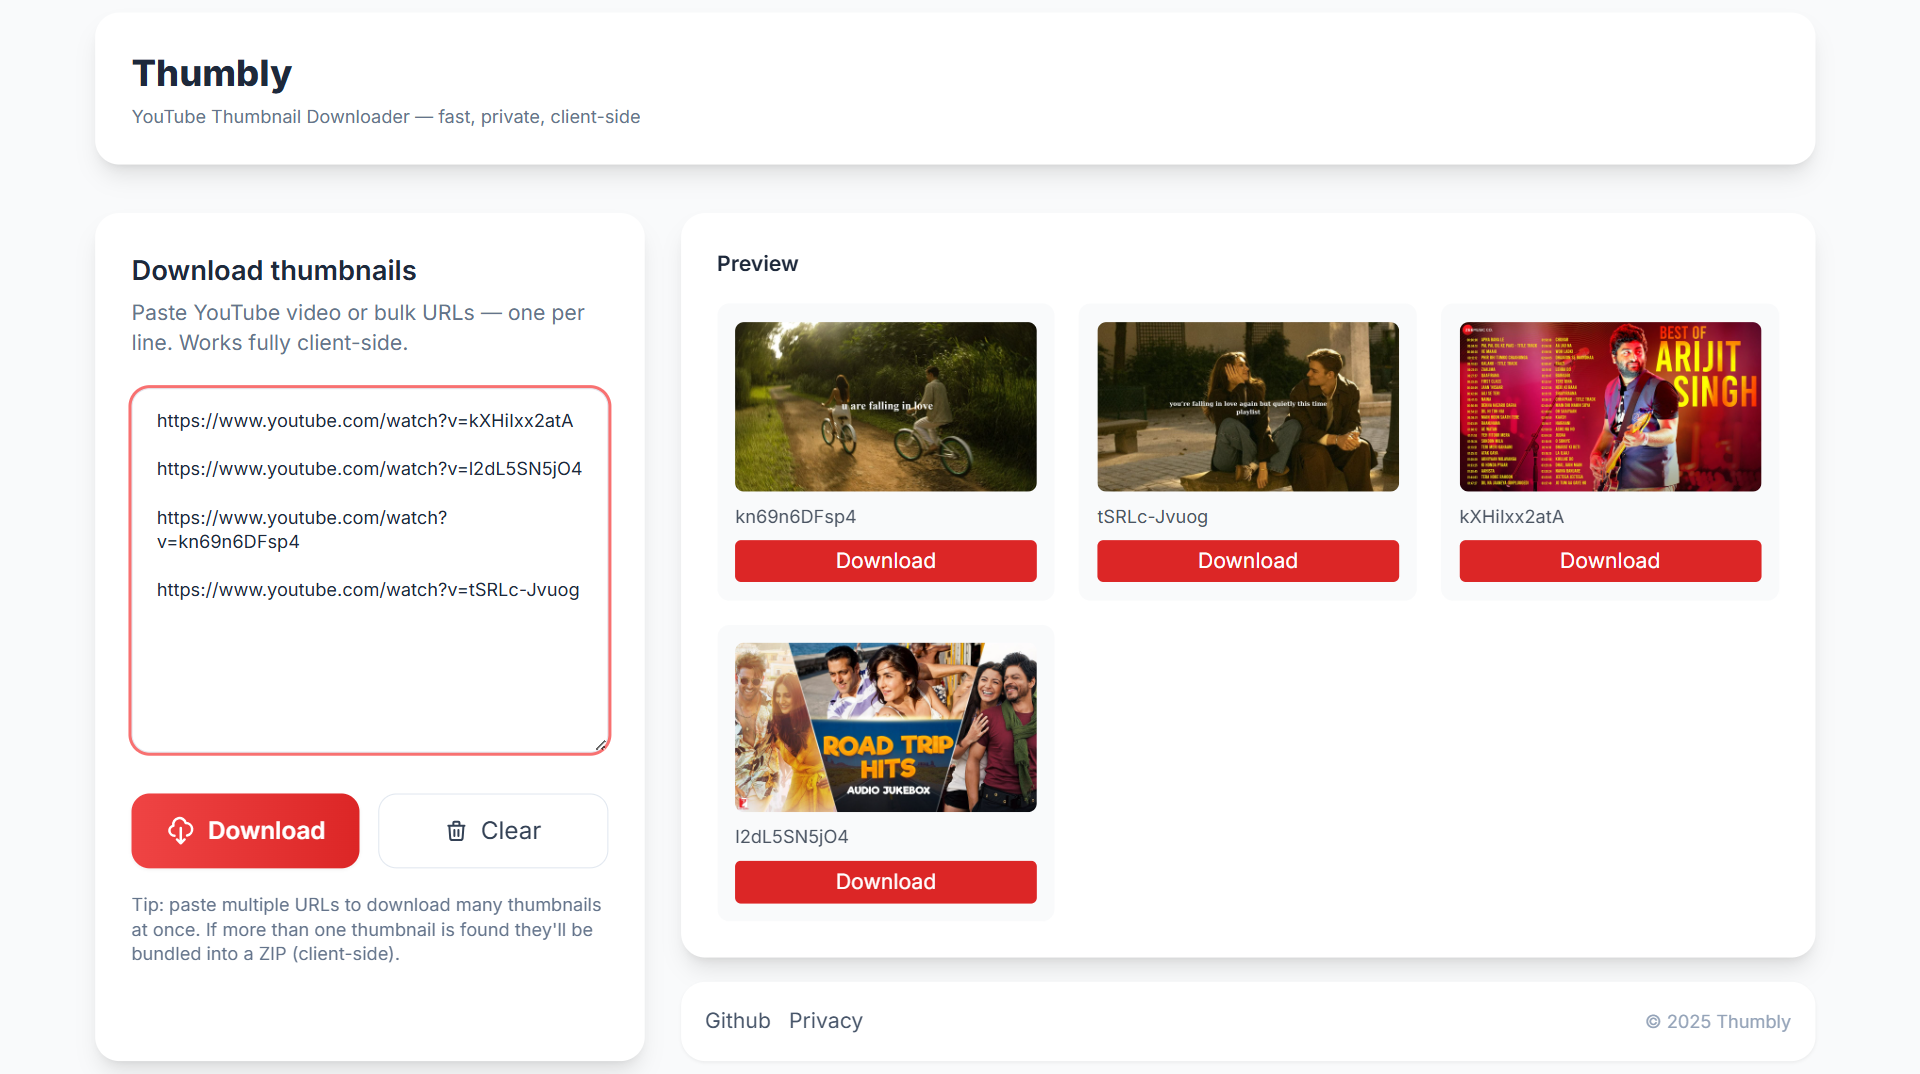 Thumbly
YouTube Thumbnail Downloader — fast, private, client-side
Download thumbnails
Paste YouTube video or bulk URLs — one per
line. Works fully client-side.
https://www.youtube.com/watch?v=kXHiIxx2atA
https://www.youtube.com/watch?v=I2dL5SN5jO4
https://www.youtube.com/watch?
v=kn69n6DFsp4
https://www.youtube.com/watch?v=tSRLc-Jvuog
Download
Clear
Tip: paste multiple URLs to download many thumbnails
at once. If more than one thumbnail is found they'll be
bundled into a ZIP (client-side).
Preview
u are falling in love
kn69n6DFsp4
Download
you're falling in love again but quietly this time
playlist
tSRLc-Jvuog
Download
BEST OF
ARIJIT
SINGH
kXHiIxx2atA
Download
ROAD TRIP
HITS
AUDIO JUKEBOX
I2dL5SN5jO4
Download
Github
Privacy
© 2025 Thumbly